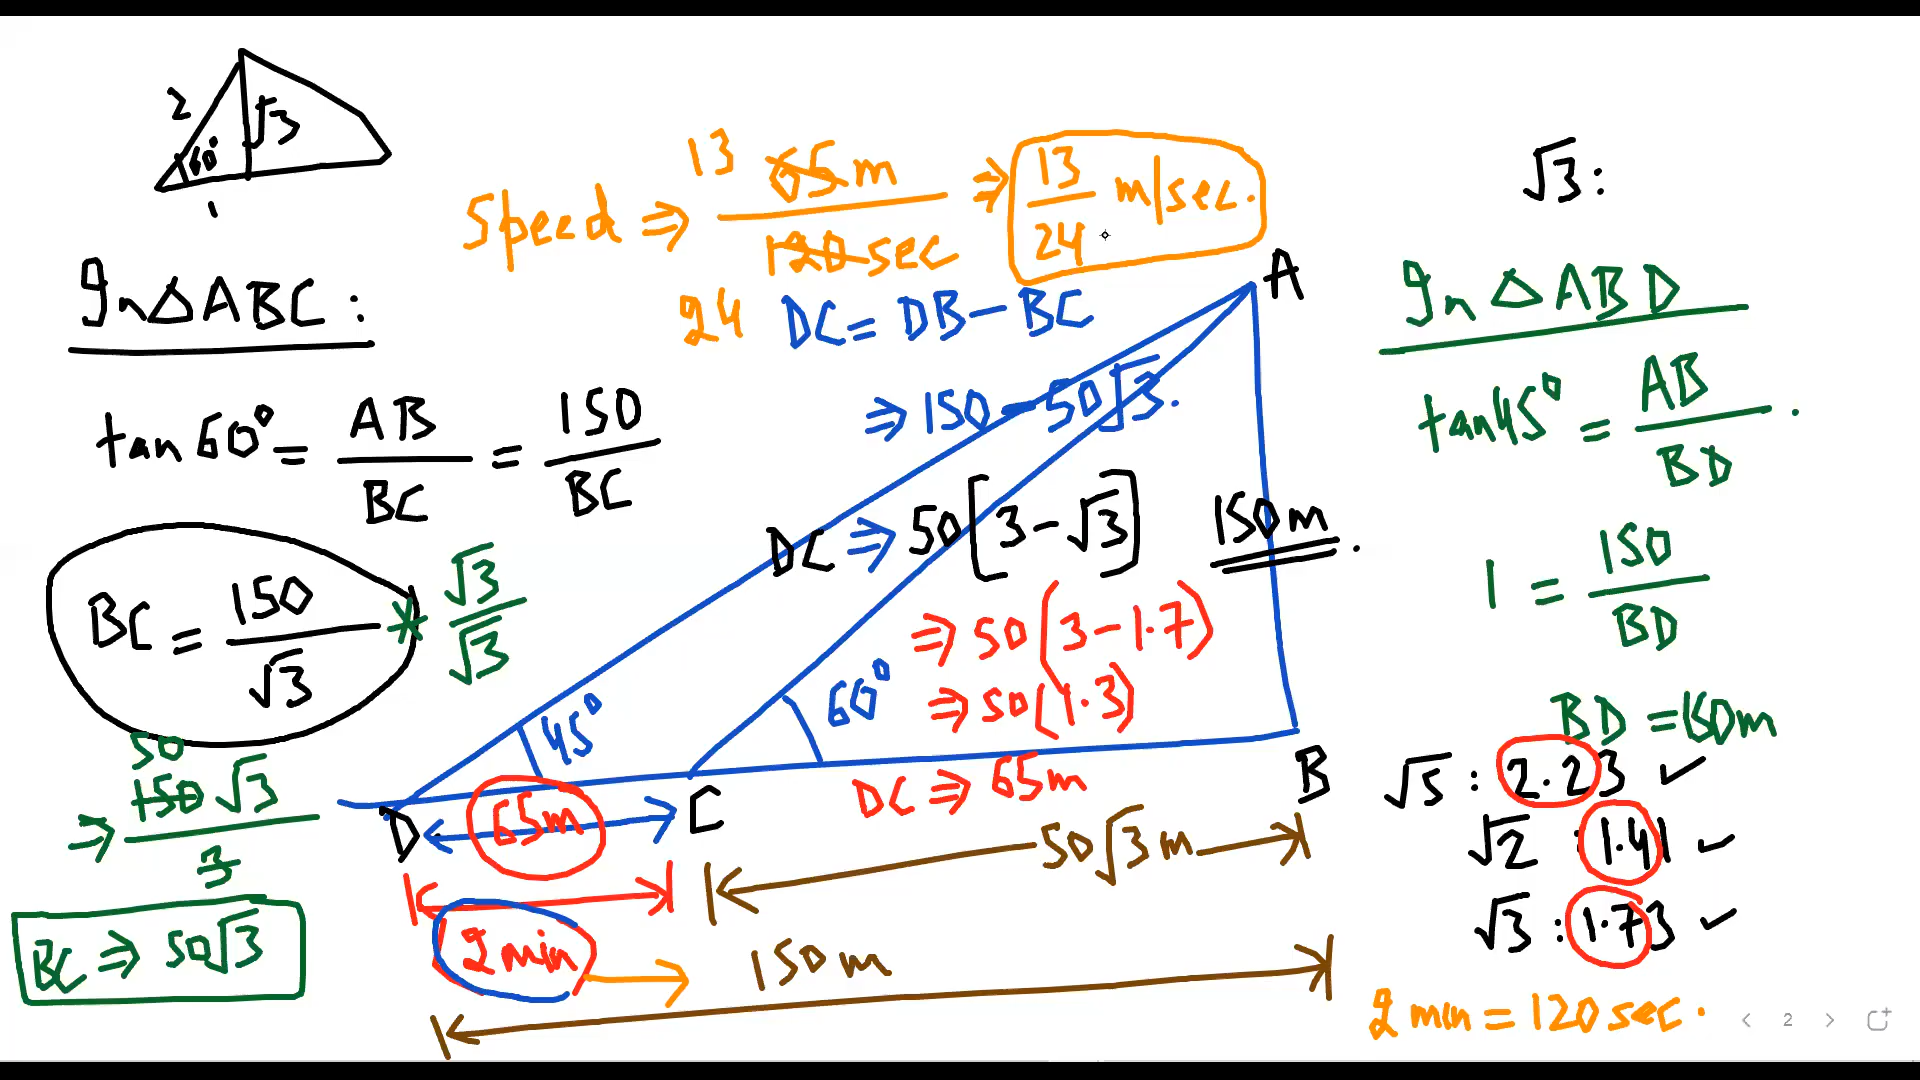 2
√3
60°
1
In △ABC :
tan 60° = AB / BC = 150 / BC
BC = 150 / √3 * √3 / √3
50
⇒ 150√3 / 3
BC ⇒ 50√3
Speed ⇒ 13 65 m / 120 sec ⇒ 13 / 24 m/sec.
24
DC = DB − BC
⇒ 150 − 50√3.
DC ⇒ 50[3 − √3]
⇒ 50(3 − 1.7)
⇒ 50(1.3)
DC ⇒ 65m
A
150m.
45°
60°
D
C
B
65m
2 min
50√3 m
150 m
√3 :
In △ ABD
tan 45° = AB / BD.
1 = 150 / BD
BD = 150m
√5 : 2.23 ✓
√2 : 1.41 ✓
√3 : 1.73 ✓
2 min = 120 sec.
< 2 >